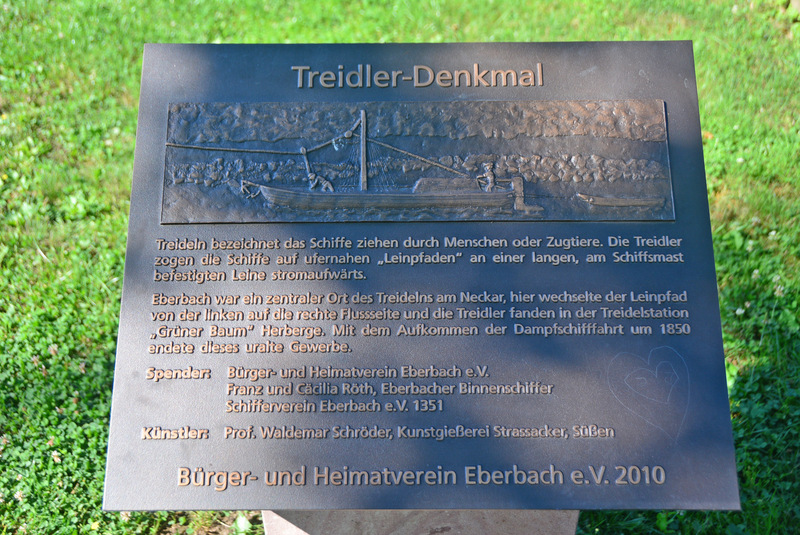 Treidler-Denkmal
Treideln bezeichnet das Schiffe ziehen durch Menschen oder Zugtiere. Die Treidler
zogen die Schiffe auf ufernahen „Leinpfaden“ an einer langen, am Schiffsmast
befestigten Leine stromaufwärts.
Eberbach war ein zentraler Ort des Treidelns am Neckar, hier wechselte der Leinpfad
von der linken auf die rechte Flussseite und die Treidler fanden in der Treidelstation
„Grüner Baum“ Herberge. Mit dem Aufkommen der Dampfschifffahrt um 1850
endete dieses uralte Gewerbe.
Spender: Bürger- und Heimatverein Eberbach e.V.
Franz und Cäcilia Röth, Eberbacher Binnenschiffer
Schifferverein Eberbach e.V. 1351
Künstler: Prof. Waldemar Schröder, Kunstgießerei Strassacker, Süßen
Bürger- und Heimatverein Eberbach e.V. 2010